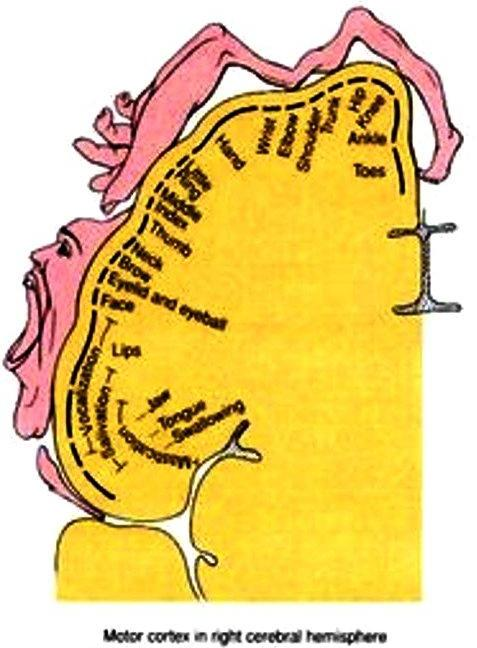 Toes
Ankle
Knee
Hip
Trunk
Shoulder
Elbow
Wrist
Hand
Little
Ring
Middle
Index
Thumb
Neck
Brow
Eyelid and eyeball
Face
Lips
Vocalization
Jaw
Tongue
Swallowing
Salivation
Mastication
Motor cortex in right cerebral hemisphere